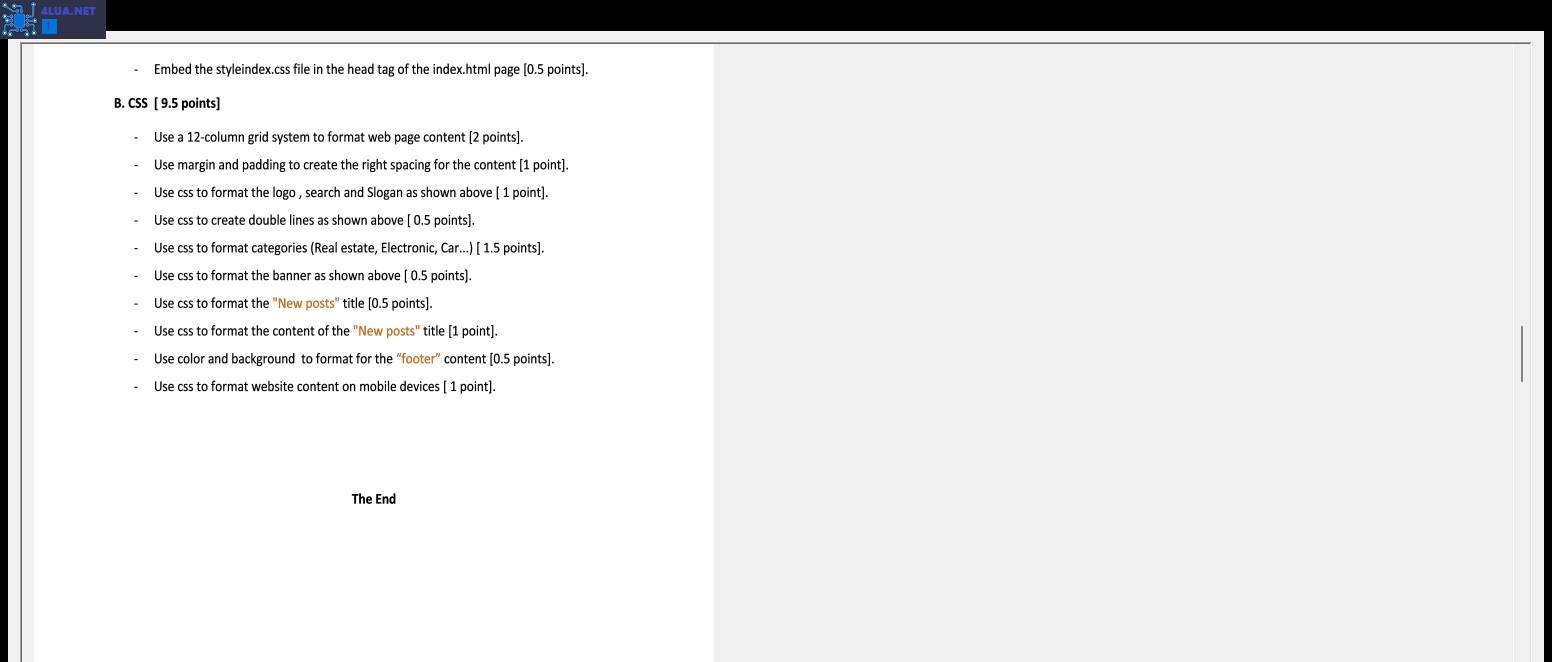 4LUA.NET
1
- Embed the styleindex.css file in the head tag of the index.html page [0.5 points].
B. CSS [ 9.5 points]
- Use a 12-column grid system to format web page content [2 points].
- Use margin and padding to create the right spacing for the content [1 point].
- Use css to format the logo , search and Slogan as shown above [ 1 point].
- Use css to create double lines as shown above [ 0.5 points].
- Use css to format categories (Real estate, Electronic, Car...) [ 1.5 points].
- Use css to format the banner as shown above [ 0.5 points].
- Use css to format the "New posts" title [0.5 points].
- Use css to format the content of the "New posts" title [1 point].
- Use color and background to format for the “footer” content [0.5 points].
- Use css to format website content on mobile devices [ 1 point].
The End